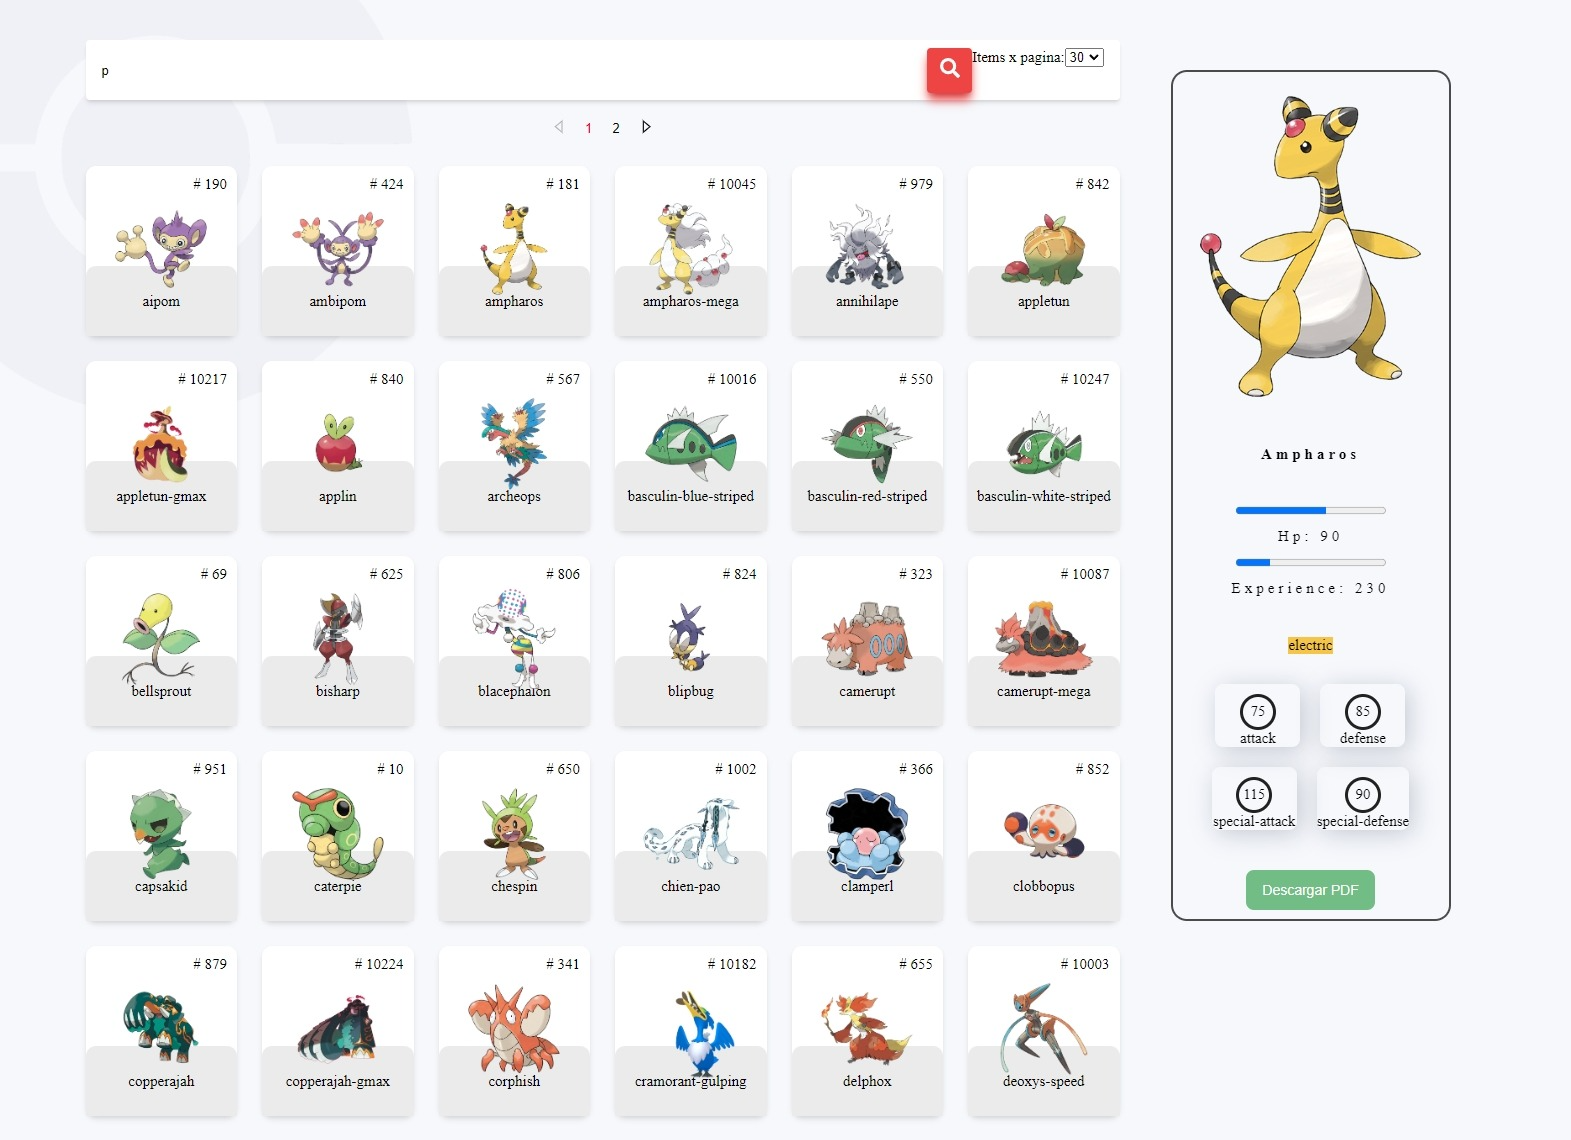 p
Items x pagina: 30
1 2
# 190
aipom
# 424
ambipom
# 181
ampharos
# 10045
ampharos-mega
# 979
annihilape
# 842
appletun
# 10217
appletun-gmax
# 840
applin
# 567
archeops
# 10016
basculin-blue-striped
# 550
basculin-red-striped
# 10247
basculin-white-striped
# 69
bellsprout
# 625
bisharp
# 806
blacephalon
# 824
blipbug
# 323
camerupt
# 10087
camerupt-mega
# 951
capsakid
# 10
caterpie
# 650
chespin
# 1002
chien-pao
# 366
clamperl
# 852
clobbopus
# 879
copperajah
# 10224
copperajah-gmax
# 341
corphish
# 10182
cramorant-gulping
# 655
delphox
# 10003
deoxys-speed
Ampharos
Hp: 90
Experience: 230
electric
75
attack
85
defense
115
special-attack
90
special-defense
Descargar PDF